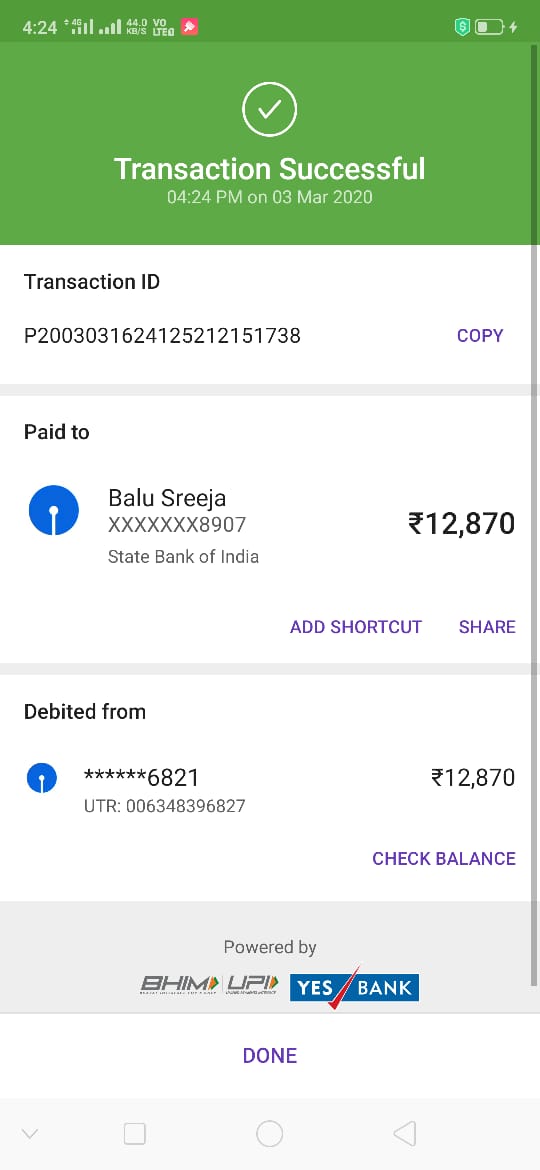 4:24 4G 44.0 KB/S VO LTE
Transaction Successful
04:24 PM on 03 Mar 2020
Transaction ID
P2003031624125212151738 COPY
Paid to
Balu Sreeja
XXXXXXX8907
₹12,870
State Bank of India
ADD SHORTCUT SHARE
Debited from
******6821 ₹12,870
UTR: 006348396827
CHECK BALANCE
Powered by
BHIM UPI YES BANK
DONE